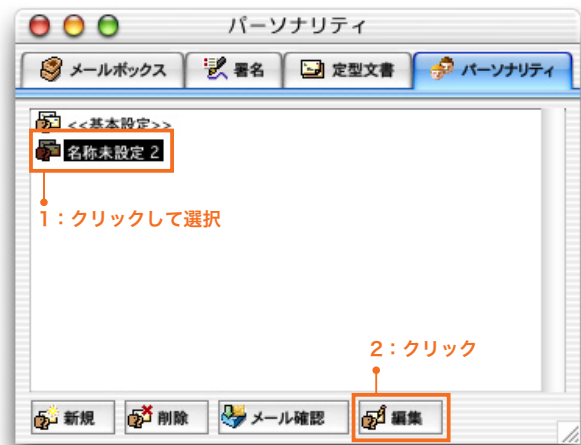 パーソナリティ
メールボックス 署名 定型文書 パーソナリティ
<<基本設定>>
名称未設定 2
1：クリックして選択
2：クリック
新規 削除 メール確認 編集